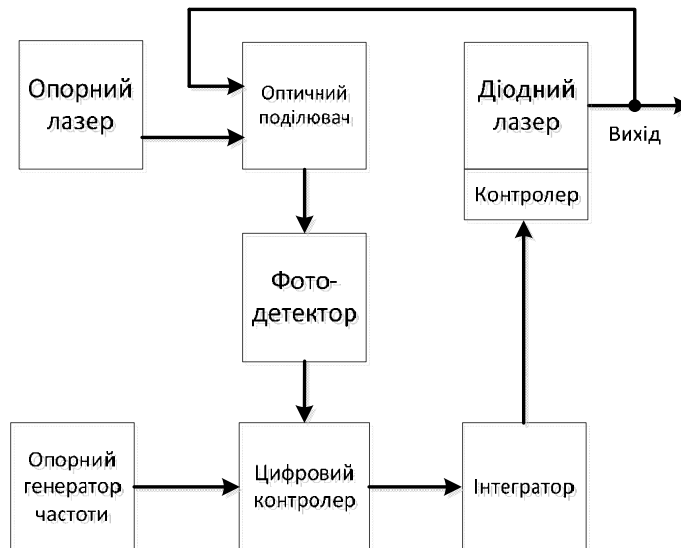 Опорний
лазер
Оптичний
поділювач
Діодний
лазер
Вихід
Контролер
Фото-
детектор
Опорний
генератор
частоти
Цифровий
контролер
Інтегратор